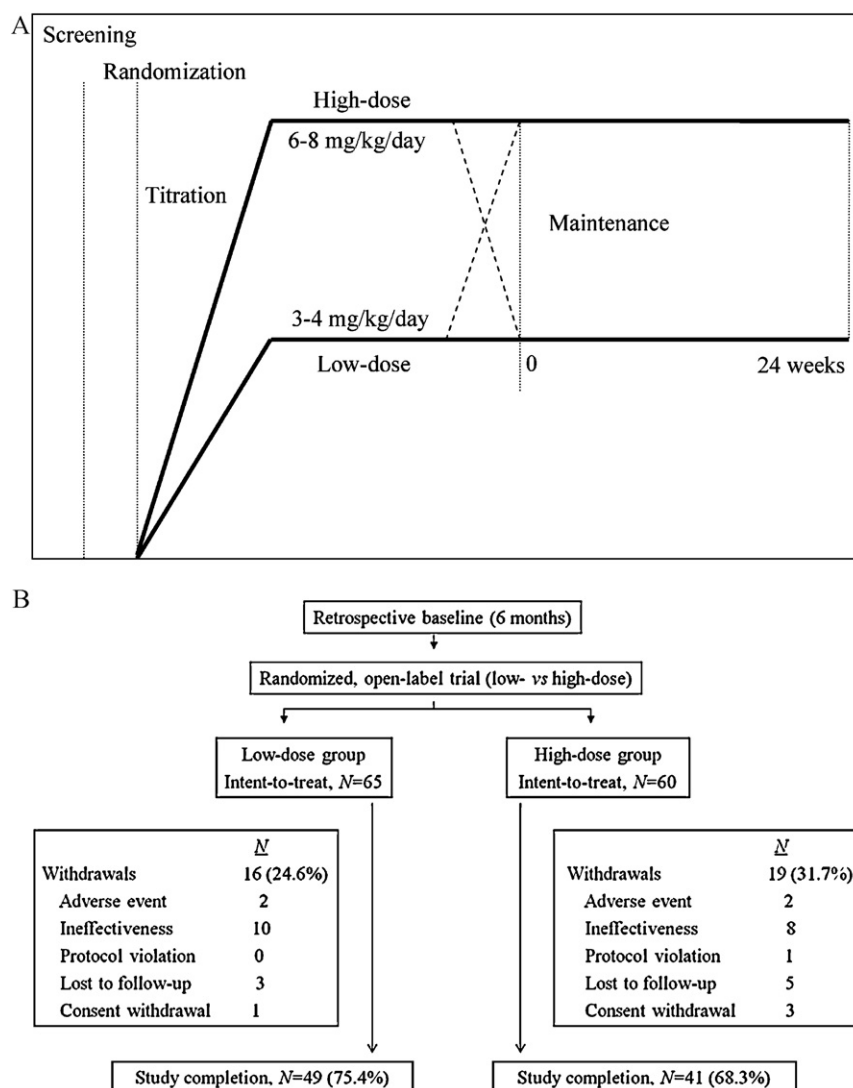 A
Screening
Randomization
High-dose
6-8 mg/kg/day
Titration
Maintenance
3-4 mg/kg/day
Low-dose
0
24 weeks
B
Retrospective baseline (6 months)
Randomized, open-label trial (low- vs high-dose)
Low-dose group
Intent-to-treat, N=65
High-dose group
Intent-to-treat, N=60
N
Withdrawals 16 (24.6%)
Adverse event 2
Ineffectiveness 10
Protocol violation 0
Lost to follow-up 3
Consent withdrawal 1
N
Withdrawals 19 (31.7%)
Adverse event 2
Ineffectiveness 8
Protocol violation 1
Lost to follow-up 5
Consent withdrawal 3
Study completion, N=49 (75.4%)
Study completion, N=41 (68.3%)